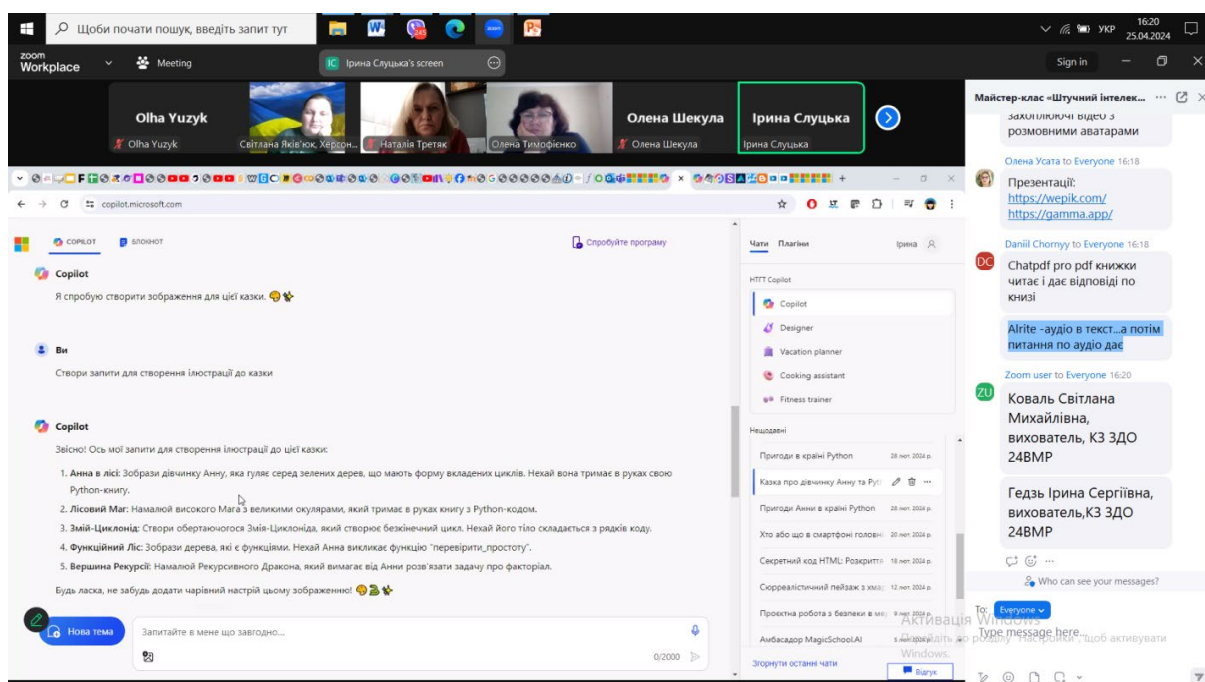 Щоби почати пошук, введіть запит тут
УКР
16:20
25.04.2024
zoom
Workplace
Meeting
IC Ірина Слуцька's screen
Sign in
Olha Yuzyk
Olha Yuzyk
Світлана Яків'юк, Херсон...
Наталія Третяк
Олена Тимофієнко
Олена Шекула
Олена Шекула
Ірина Слуцька
Ірина Слуцька
copilot.microsoft.com
COPILOT
БЛОКНОТ
Спробуйте програму
Copilot
Я спробую створити зображення для цієї казки.
Ви
Створи запити для створення ілюстрації до казки
Copilot
Звісно! Ось мої запити для створення ілюстрації до цієї казки:
1. Анна в лісі: Зобрази дівчинку Анну, яка гуляє серед зелених дерев, що мають форму вкладених циклів. Нехай вона тримає в руках свою
Python-книгу.
2. Лісовий Маг: Намалюй високого Мага з великими окулярами, який тримає в руках книгу з Python-кодом.
3. Змій-Циклонід: Створи обертаючогося Змія-Циклоніда, який створює безкінечний цикл. Нехай його тіло складається з рядків коду.
4. Функційний Ліс: Зобрази дерева, які є функціями. Нехай Анна викликає функцію "перевірити_простоту".
5. Вершина Рекурсії: Намалюй Рекурсивного Дракона, який вимагає від Анни розв'язати задачу про факторіал.
Будь ласка, не забудь додати чарівний настрій цьому зображенню!
Нова тема
Запитайте в мене що завгодно...
0/2000
Чати
Плагіни
Ірина
НТГТ Copilot
Copilot
Designer
Vacation planner
Cooking assistant
Fitness trainer
Нещодавні
Пригоди в країні Python
Казка про дівчинку Анну та Pyt
Пригоди Анни в країні Python
Хто або що в смартфоні головн
Секретний код HTML: Розкриття
Сюрреалістичний пейзаж з хма
Проєктна робота з безпеки в ме
Амбасадор MagicSchool.AI
Згорнути останні чати
Відгук
Майстер-клас «Штучний інтелек...
захоплюючі відео з
розмовними аватарами
Олена Усата to Everyone 16:18
Презентації:
https://wepik.com/
https://gamma.app/
Daniil Chornyy to Everyone 16:18
DC
Chatpdf pro pdf книжки
читає і дає відповіді по
книзі
Alrite -аудіо в текст...а потім
питання по аудіо дає
Zoom user to Everyone 16:20
ZU
Коваль Світлана
Михайлівна,
вихователь, КЗ ЗДО
24ВМР
Гедзь Ірина Сергіївна,
вихователь,КЗ ЗДО
24ВМР
Who can see your messages?
To: Everyone
Type message here...
Активація Windows